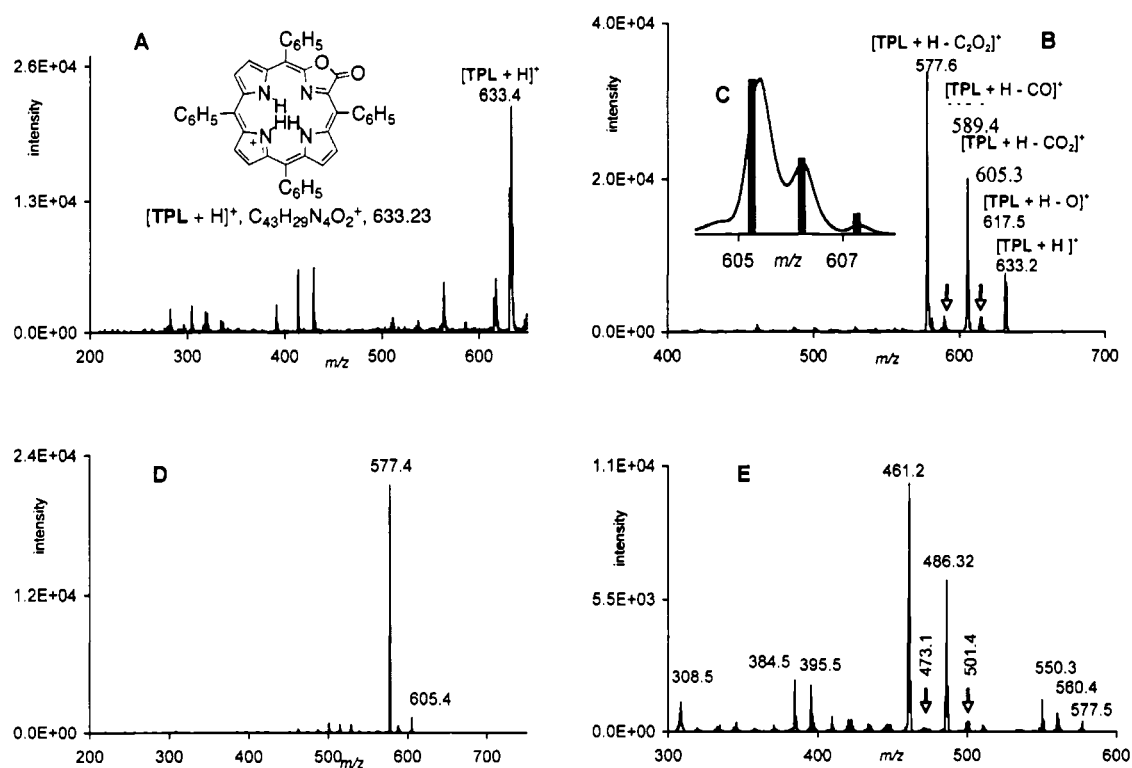 A
2.6E+04
1.3E+04
0.0E+00
intensity
200
300
400
500
600
m/z
C6H5
O
O
N
H
N
C6H5
HH
C6H5
N
N
+
C6H5
[TPL + H]+
633.4
[TPL + H]+, C43H29N4O2+, 633.23
B
4.0E+04
2.0E+04
0.0E+00
intensity
400
500
600
700
m/z
[TPL + H - C2O2]+
577.6
[TPL + H - CO]+
589.4
[TPL + H - CO2]+
605.3
[TPL + H - O]+
617.5
[TPL + H ]+
633.2
C
605
m/z
607
D
2.4E+04
1.2E+04
0.0E+00
intensity
200
300
400
500
m/z
600
700
577.4
605.4
E
1.1E+04
5.5E+03
0.0E+00
intensity
300
400
500
m/z
308.5
384.5
395.5
461.2
473.1
486.32
501.4
550.3
560.4
577.5